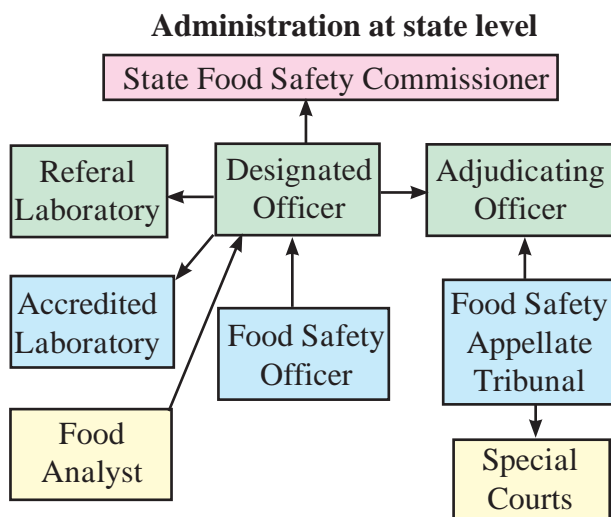 Administration at state level
State Food Safety Commissioner
Referal
Laboratory
Designated
Officer
Adjudicating
Officer
Accredited
Laboratory
Food Safety
Officer
Food Safety
Appellate
Tribunal
Food
Analyst
Special
Courts